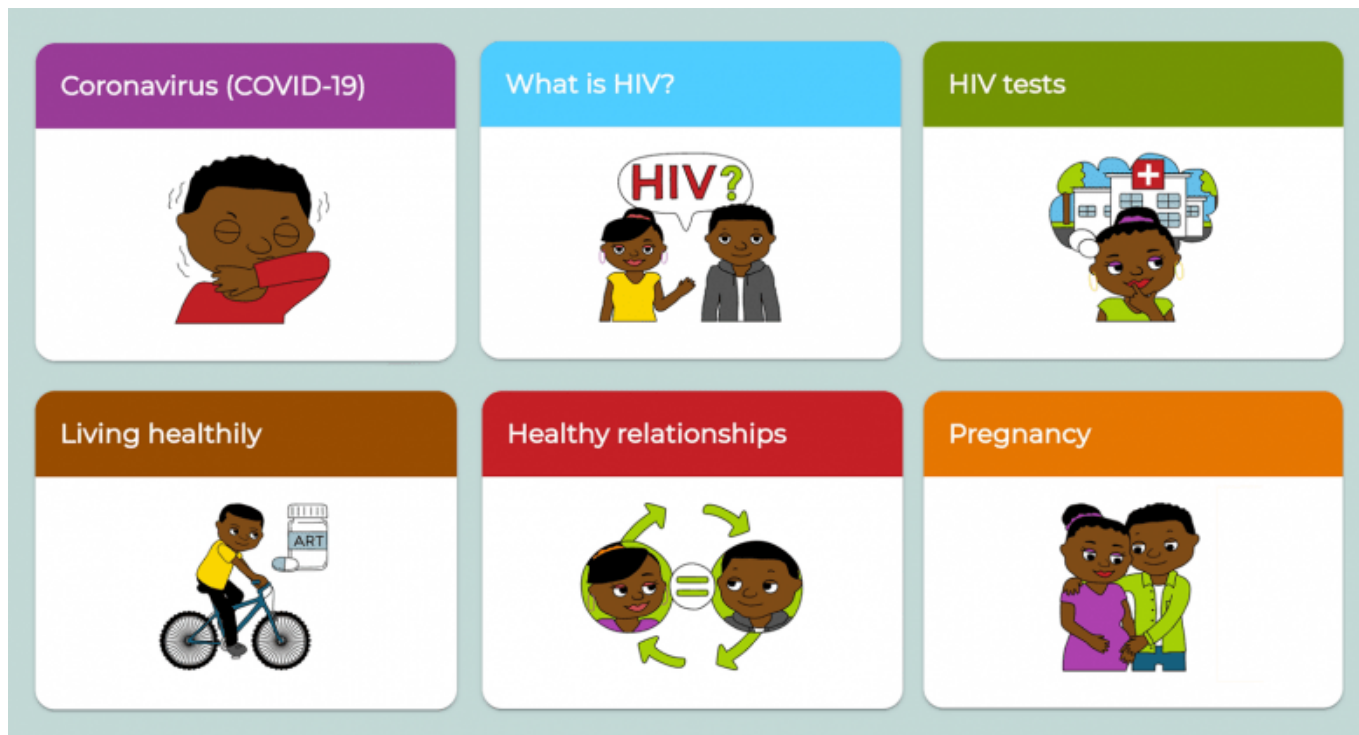 Coronavirus (COVID-19)
What is HIV?
HIV tests
HIV?
Living healthily
Healthy relationships
Pregnancy
ART